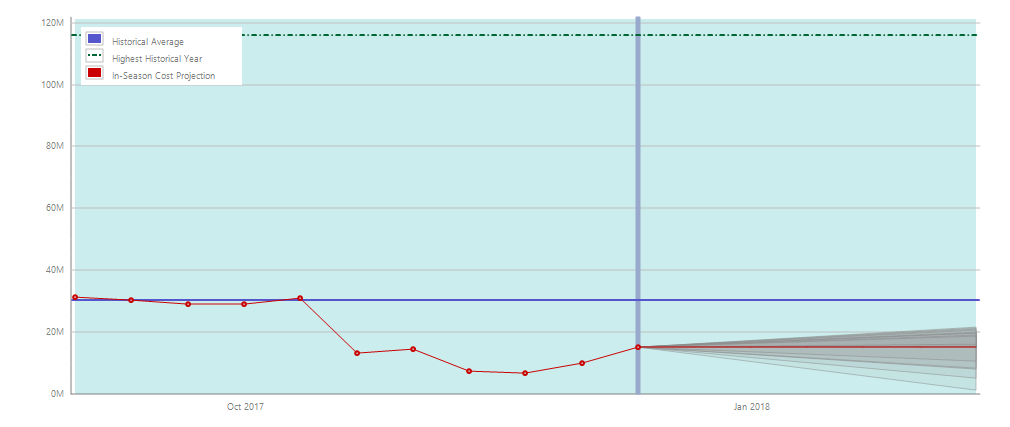 120M
Historical Average
Highest Historical Year
In-Season Cost Projection
100M
80M
60M
40M
20M
0M
Oct 2017
Jan 2018